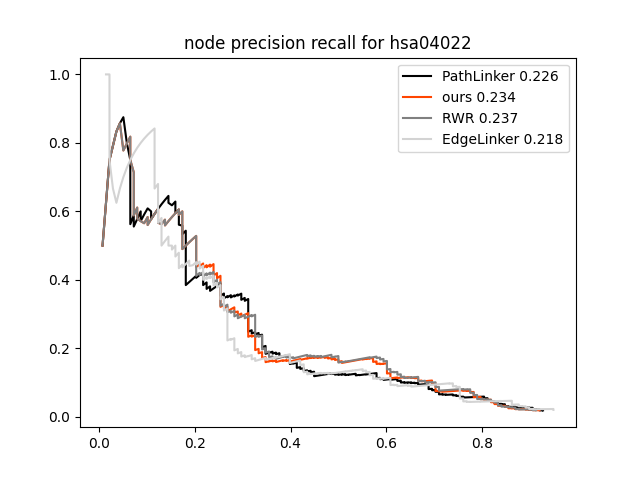 node precision recall for hsa04022
PathLinker 0.226
ours 0.234
RWR 0.237
EdgeLinker 0.218
1.0
0.8
0.6
0.4
0.2
0.0
0.0 0.2 0.4 0.6 0.8